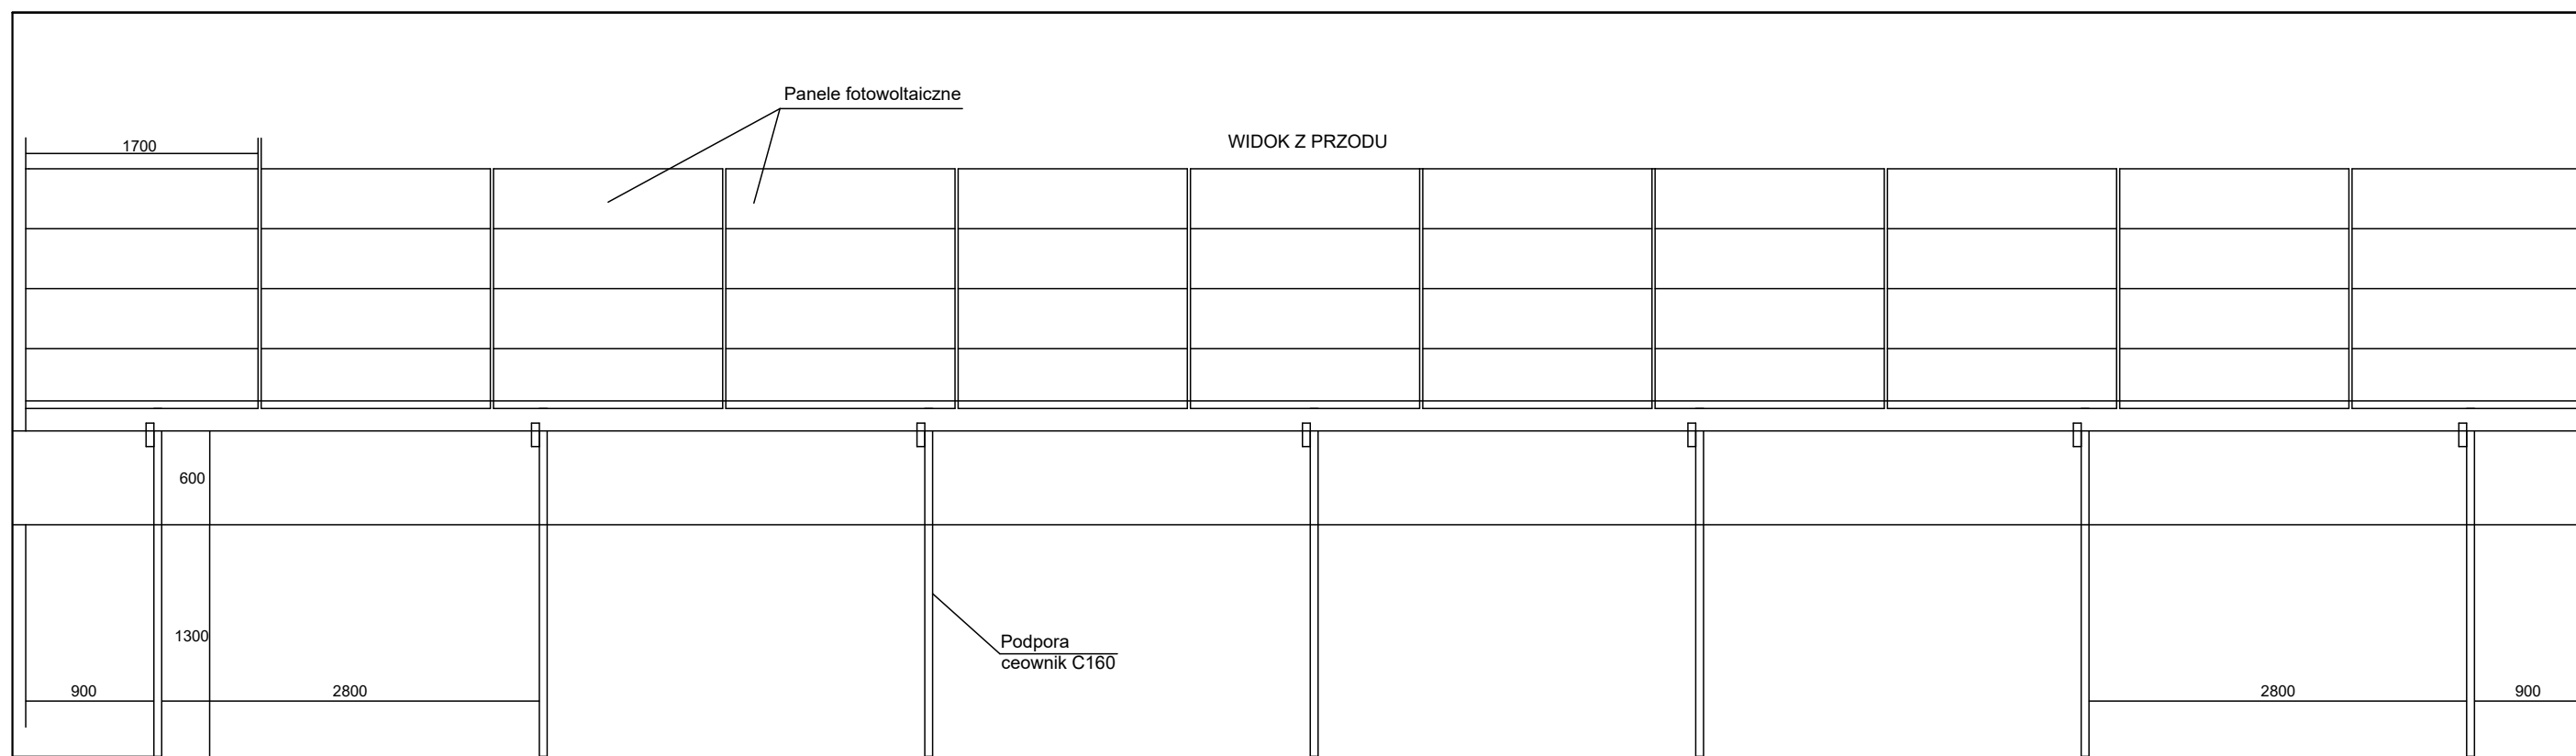 Panele fotowoltaiczne
WIDOK Z PRZODU
1700
600
1300
Podpora
ceownik C160
900
2800
2800
900